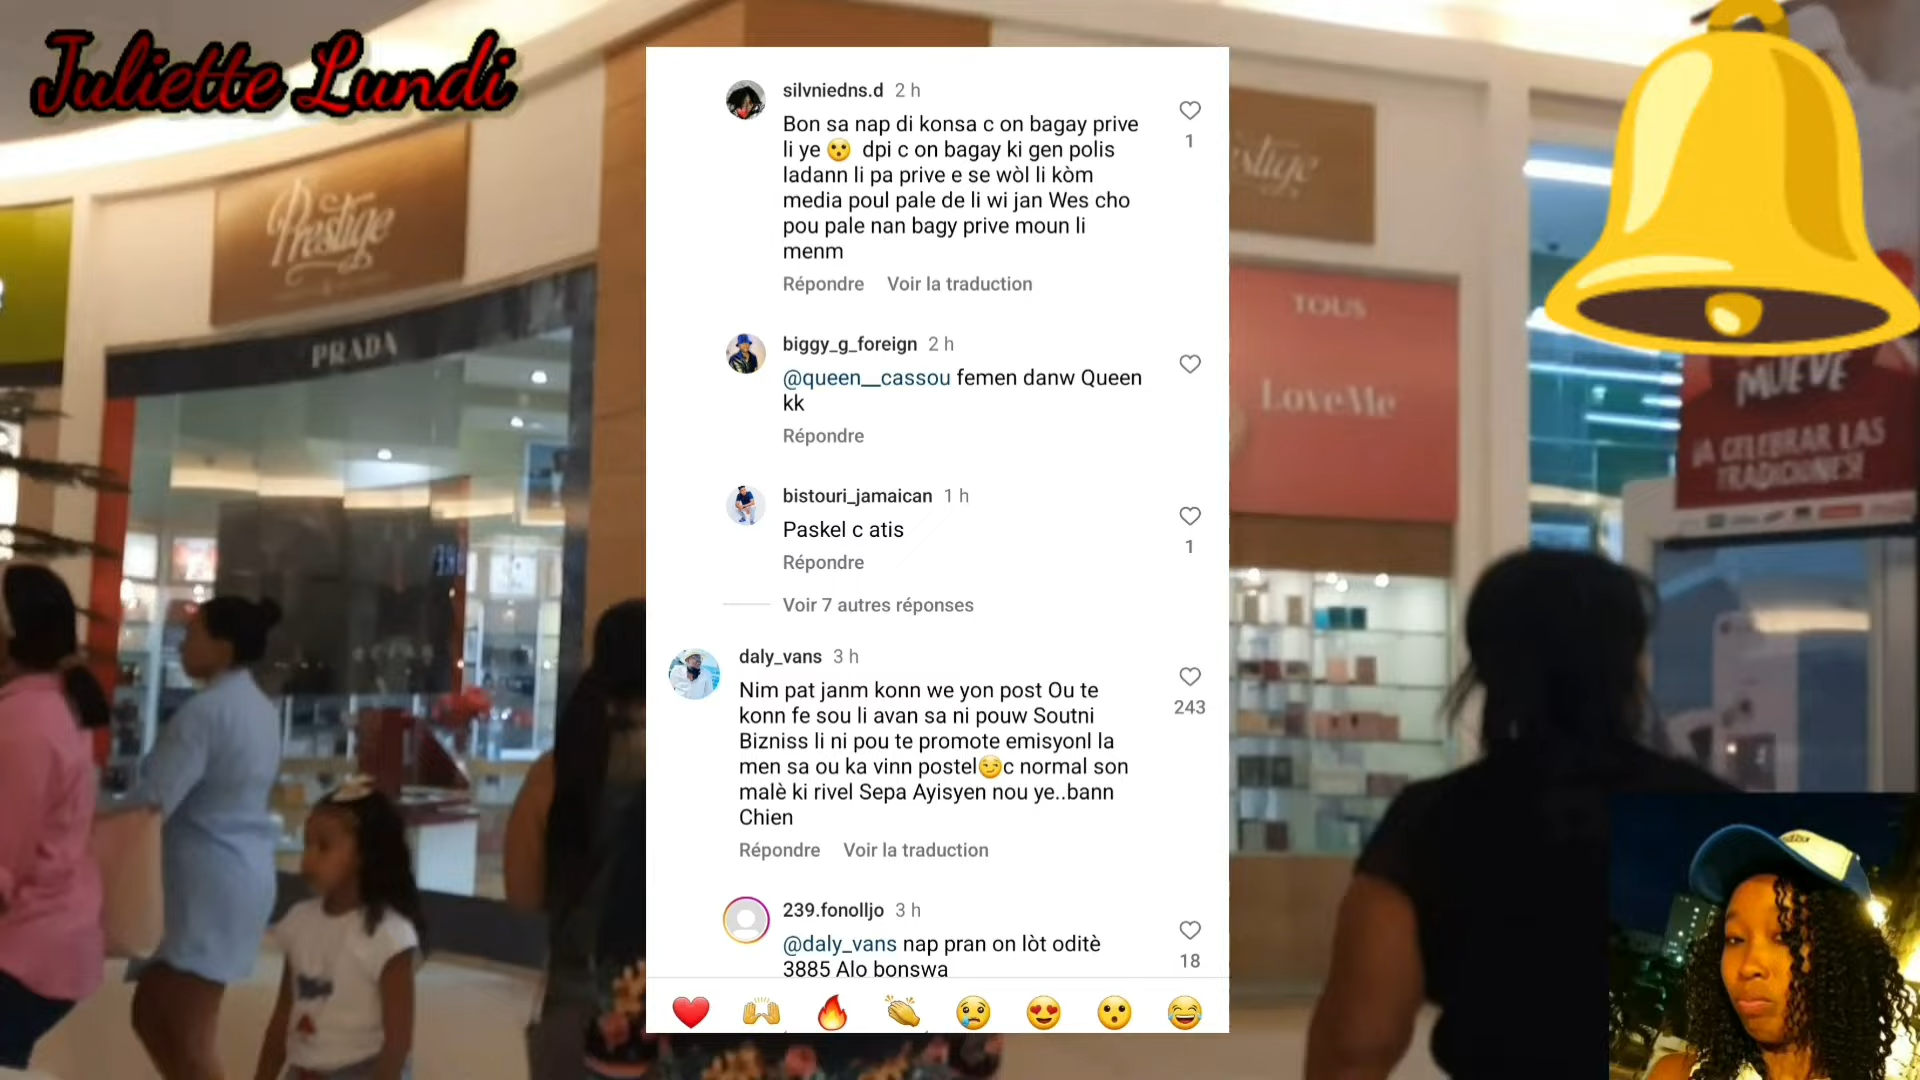 Juliette Lundi
Prestige
PRADA
silvniedns.d 2 h
Bon sa nap di konsa c on bagay prive
li ye 😮 dpi c on bagay ki gen polis
ladann li pa prive e se wòl li kòm
media poul pale de li wi jan Wes cho
pou pale nan bagy prive moun li
menm
1
Répondre Voir la traduction
biggy_g_foreign 2 h
@queen__cassou femen danw Queen
kk
Répondre
bistouri_jamaican 1 h
Paskel c atis
1
Répondre
Voir 7 autres réponses
daly_vans 3 h
Nim pat janm konn we yon post Ou te
konn fe sou li avan sa ni pouw Soutni
Bizniss li ni pou te promote emisyonl la
men sa ou ka vinn postel😏c normal son
malè ki rivel Sepa Ayisyen nou ye..bann
Chien
243
Répondre Voir la traduction
239.fonolljo 3 h
@daly_vans nap pran on lòt oditè
3885 Alo bonswa
18
❤️ 🙌 🔥 👏 😢 😍 😮 😂
TOUS
LoveMe
MUEVE
¡A CELEBRAR LAS
TRADICIONES!